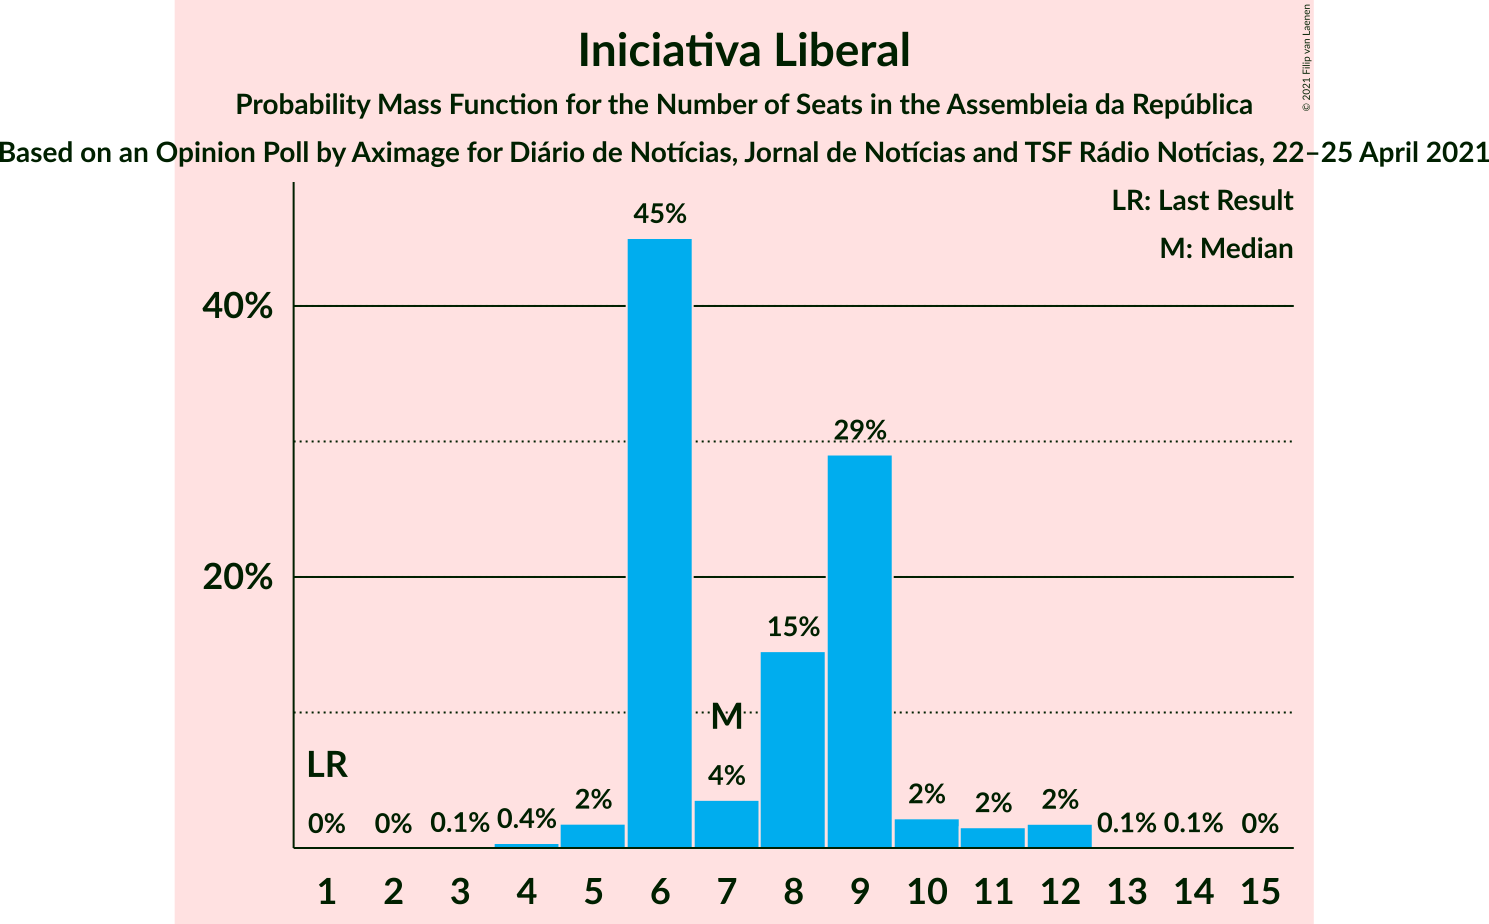 Iniciativa Liberal
Probability Mass Function for the Number of Seats in the Assembleia da República
Based on an Opinion Poll by Aximage for Diário de Notícias, Jornal de Notícias and TSF Rádio Notícias, 22–25 April 2021
© 2021 Filip van Laenen
LR: Last Result
M: Median
45%
40%
29%
20%
15%
M
LR
4%
0% 0% 0.1% 0.4% 2% 2% 2% 2% 0.1% 0.1% 0%
1 2 3 4 5 6 7 8 9 10 11 12 13 14 15